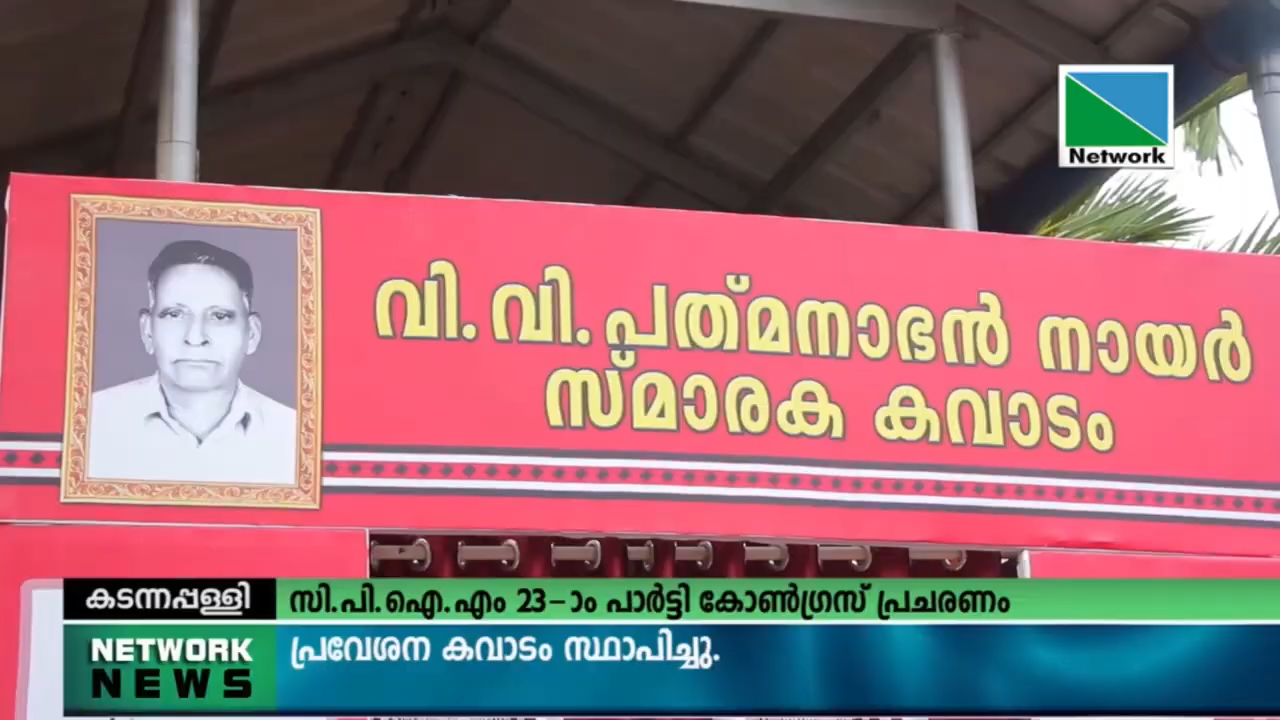 Network
വി. വി. പത്മനാഭൻ നായർ
സ്മാരക കവാടം
കടന്നപ്പള്ളി
സി.പി.ഐ.എം 23-ാം പാർട്ടി കോൺഗ്രസ് പ്രചരണം
NETWORK
NEWS
പ്രവേശന കവാടം സ്ഥാപിച്ചു.